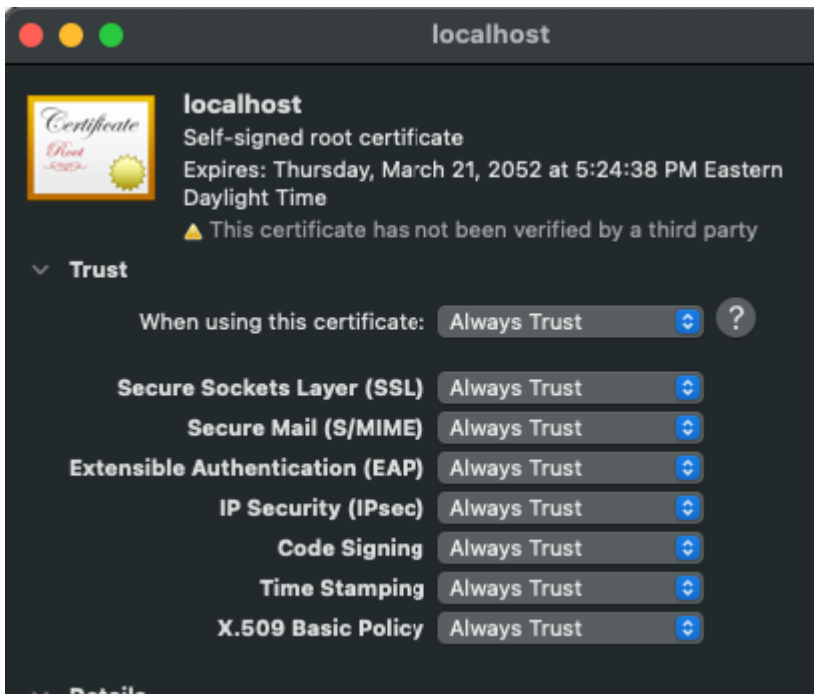 localhost
Certificate
Root
localhost
Self-signed root certificate
Expires: Thursday, March 21, 2052 at 5:24:38 PM Eastern
Daylight Time
This certificate has not been verified by a third party
Trust
When using this certificate: Always Trust ?
Secure Sockets Layer (SSL) Always Trust
Secure Mail (S/MIME) Always Trust
Extensible Authentication (EAP) Always Trust
IP Security (IPsec) Always Trust
Code Signing Always Trust
Time Stamping Always Trust
X.509 Basic Policy Always Trust
Details